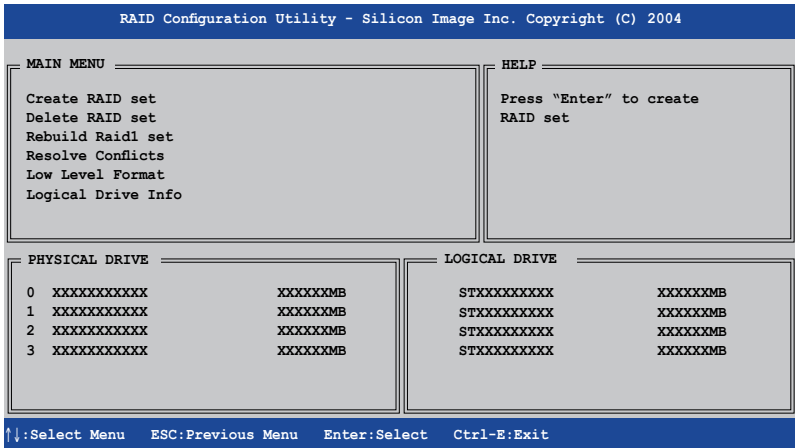 RAID Configuration Utility - Silicon Image Inc. Copyright (C) 2004
MAIN MENU
Create RAID set
Delete RAID set
Rebuild Raid1 set
Resolve Conflicts
Low Level Format
Logical Drive Info
HELP
Press “Enter” to create
RAID set
PHYSICAL DRIVE
0 XXXXXXXXXXX XXXXXXMB
1 XXXXXXXXXXX XXXXXXMB
2 XXXXXXXXXXX XXXXXXMB
3 XXXXXXXXXXX XXXXXXMB
LOGICAL DRIVE
STXXXXXXXXX XXXXXXMB
STXXXXXXXXX XXXXXXMB
STXXXXXXXXX XXXXXXMB
STXXXXXXXXX XXXXXXMB
↑↓:Select Menu ESC:Previous Menu Enter:Select Ctrl-E:Exit